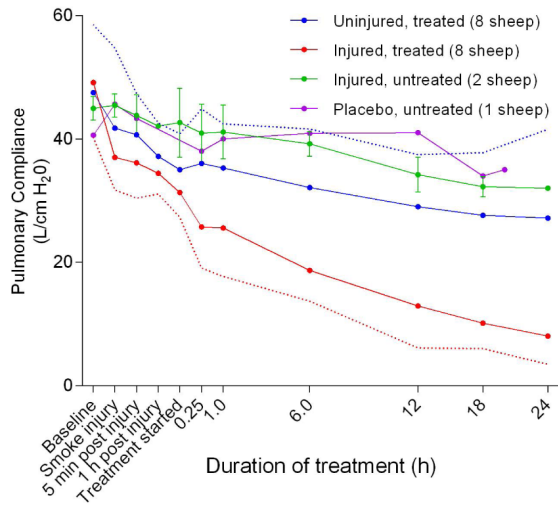 60
40
20
0
Pulmonary Compliance
(L/cm H₂0)
Uninjured, treated (8 sheep)
Injured, treated (8 sheep)
Injured, untreated (2 sheep)
Placebo, untreated (1 sheep)
Baseline
Smoke injury
5 min post injury
1 h post injury
Treatment started
0.25
1.0
6.0
12
18
24
Duration of treatment (h)